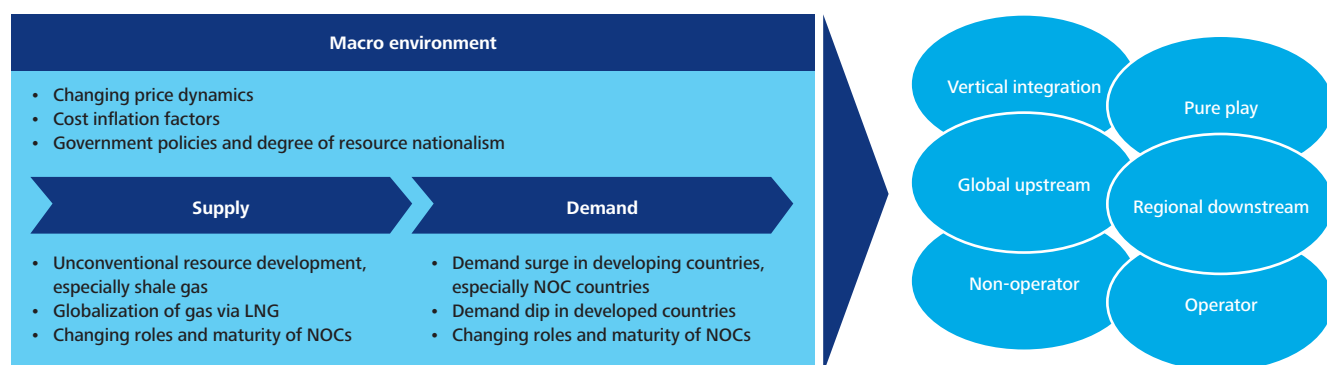 Macro environment
• Changing price dynamics
• Cost inflation factors
• Government policies and degree of resource nationalism
Supply
• Unconventional resource development,
especially shale gas
• Globalization of gas via LNG
• Changing roles and maturity of NOCs
Demand
• Demand surge in developing countries,
especially NOC countries
• Demand dip in developed countries
• Changing roles and maturity of NOCs
Vertical integration
Pure play
Global upstream
Regional downstream
Non-operator
Operator